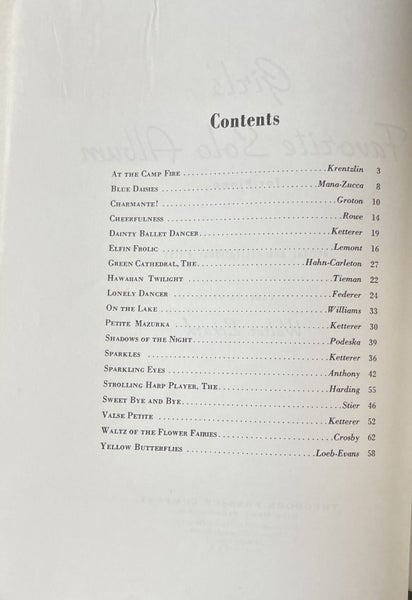 Contents
At the Camp Fire ........ Krentzlin 3
Blue Daisies ........ Mana-Zucca 8
Charmante! ........ Groton 10
Cheerfulness ........ Rowe 14
Dainty Ballet Dancer ........ Ketterer 19
Elfin Frolic ........ Lemont 16
Green Cathedral, The ........ Hahn-Carleton 27
Hawaiian Twilight ........ Tieman 22
Lonely Dancer ........ Federer 24
On the Lake ........ Williams 33
Petite Mazurka ........ Ketterer 30
Shadows of the Night ........ Podeska 39
Sparkles ........ Ketterer 36
Sparkling Eyes ........ Anthony 42
Strolling Harp Player, The ........ Harding 55
Sweet Bye and Bye ........ Stier 46
Valse Petite ........ Ketterer 52
Waltz of the Flower Fairies ........ Crosby 62
Yellow Butterflies ........ Loeb-Evans 58